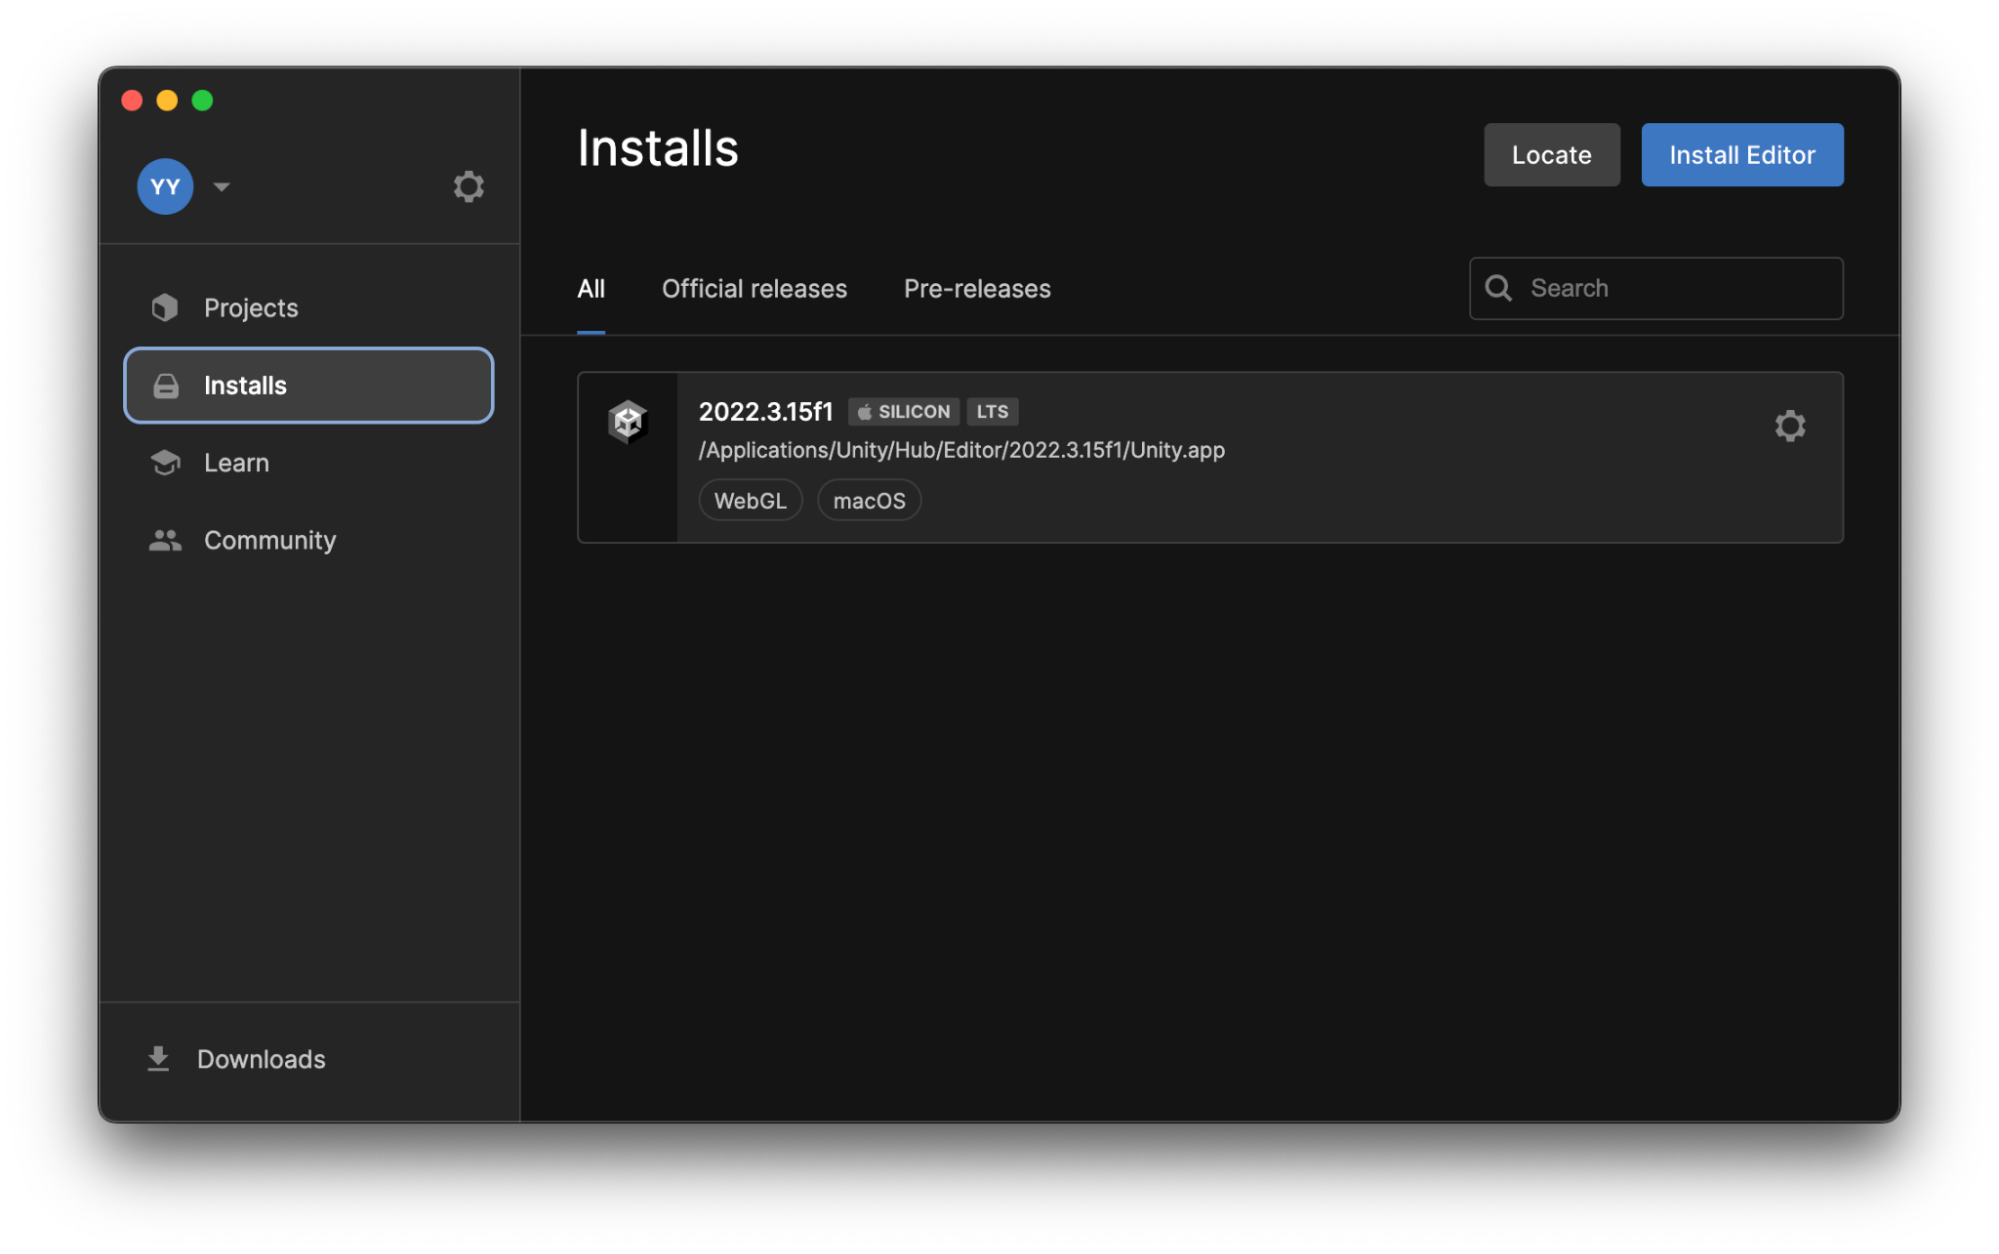 YY
Projects
Installs
Learn
Community
Downloads
Installs
Locate
Install Editor
All
Official releases
Pre-releases
Search
2022.3.15f1 SILICON LTS
/Applications/Unity/Hub/Editor/2022.3.15f1/Unity.app
WebGL
macOS